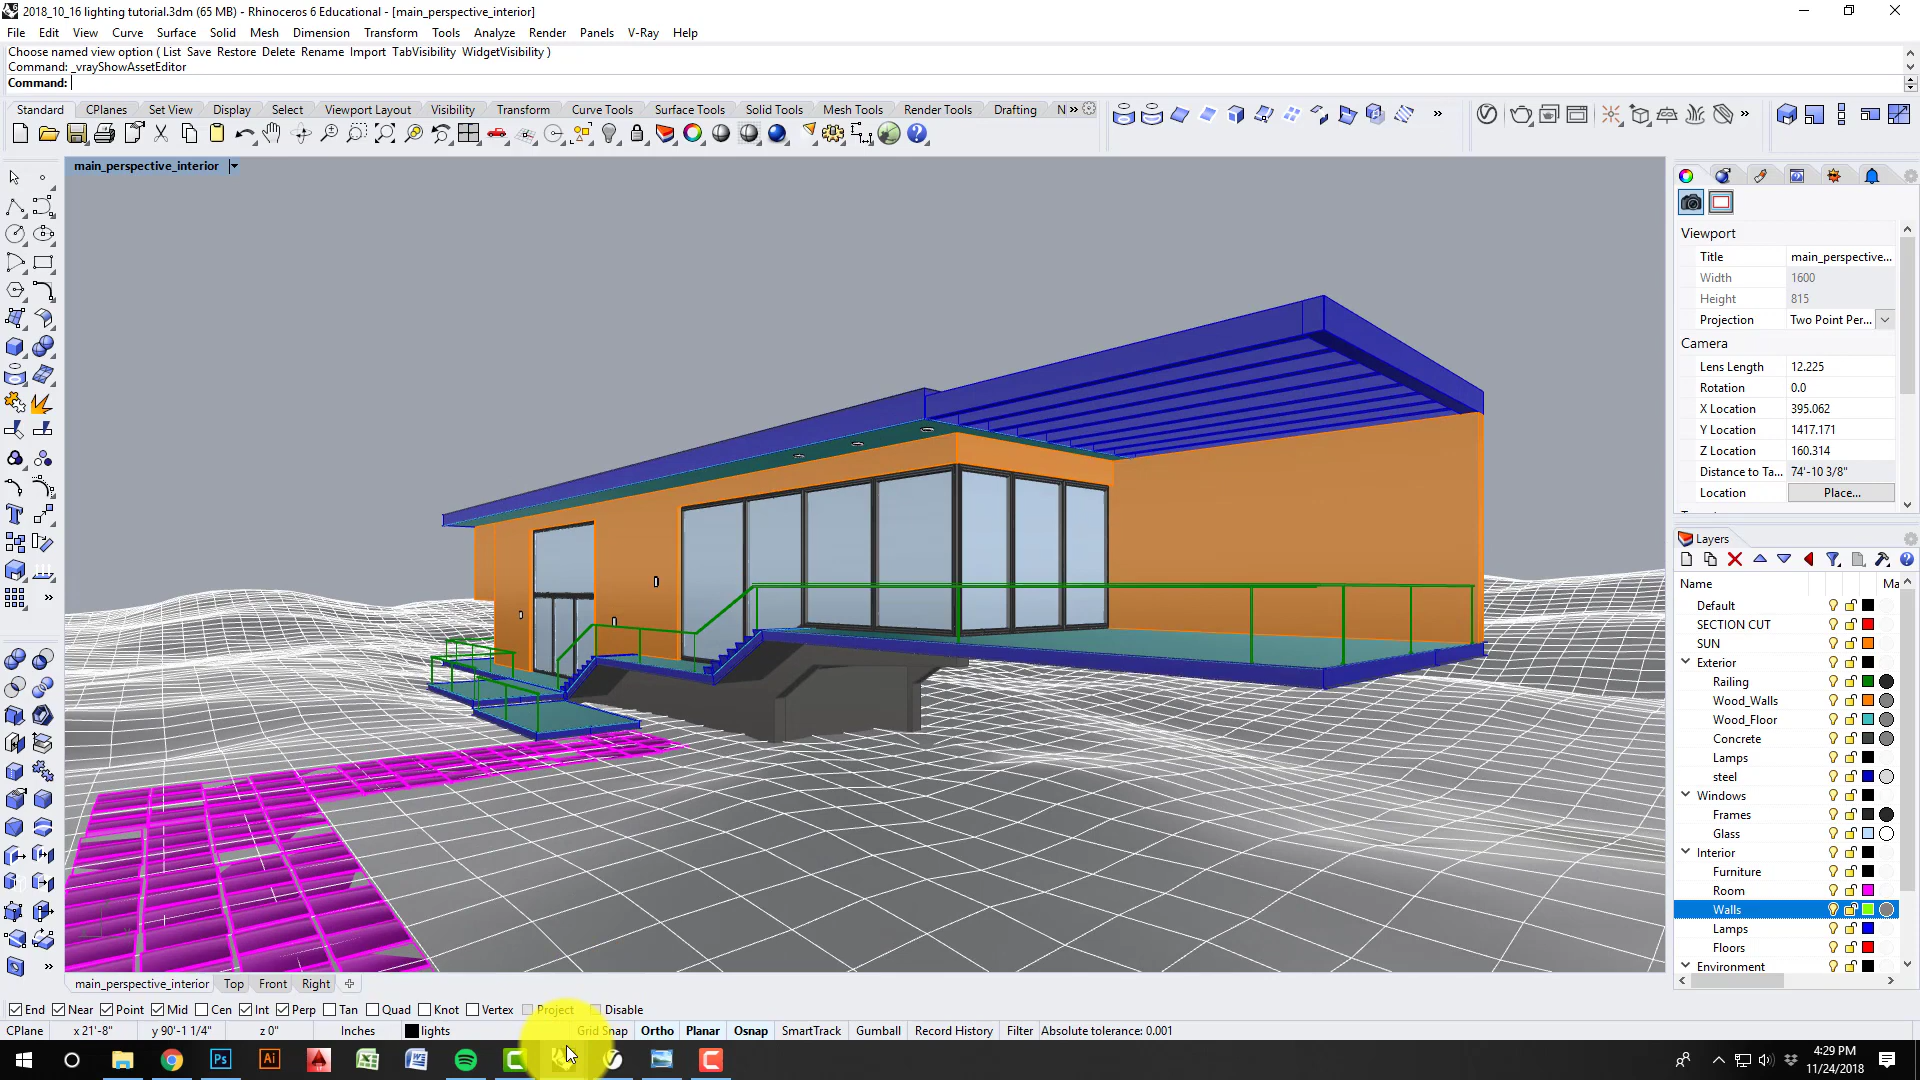 2018_10_16 lighting tutorial.3dm (65 MB) - Rhinoceros 6 Educational - [main_perspective_interior]
File Edit View Curve Surface Solid Mesh Dimension Transform Tools Analyze Render Panels V-Ray Help
Choose named view option ( List Save Restore Delete Rename Import TabVisibility WidgetVisibility )
Command: _vrayShowAssetEditor
Command:
Standard CPlanes Set View Display Select Viewport Layout Visibility Transform Curve Tools Surface Tools Solid Tools Mesh Tools Render Tools Drafting N »
main_perspective_interior
Viewport
Title main_perspective...
Width 1600
Height 815
Projection Two Point Per...
Camera
Lens Length 12.225
Rotation 0.0
X Location 395.062
Y Location 1417.171
Z Location 160.314
Distance to Ta... 74'-10 3/8"
Location Place...
Layers
Name Ma
Default
SECTION CUT
SUN
Exterior
Railing
Wood_Walls
Wood_Floor
Concrete
Lamps
steel
Windows
Frames
Glass
Interior
Furniture
Room
Walls
Lamps
Floors
Environment
main_perspective_interior Top Front Right
End Near Point Mid Cen Int Perp Tan Quad Knot Vertex Project Disable
CPlane x 21'-8" y 90'-1 1/4" z 0" Inches lights Grid Snap Ortho Planar Osnap SmartTrack Gumball Record History Filter Absolute tolerance: 0.001
Ps Ai
4:29 PM
11/24/2018